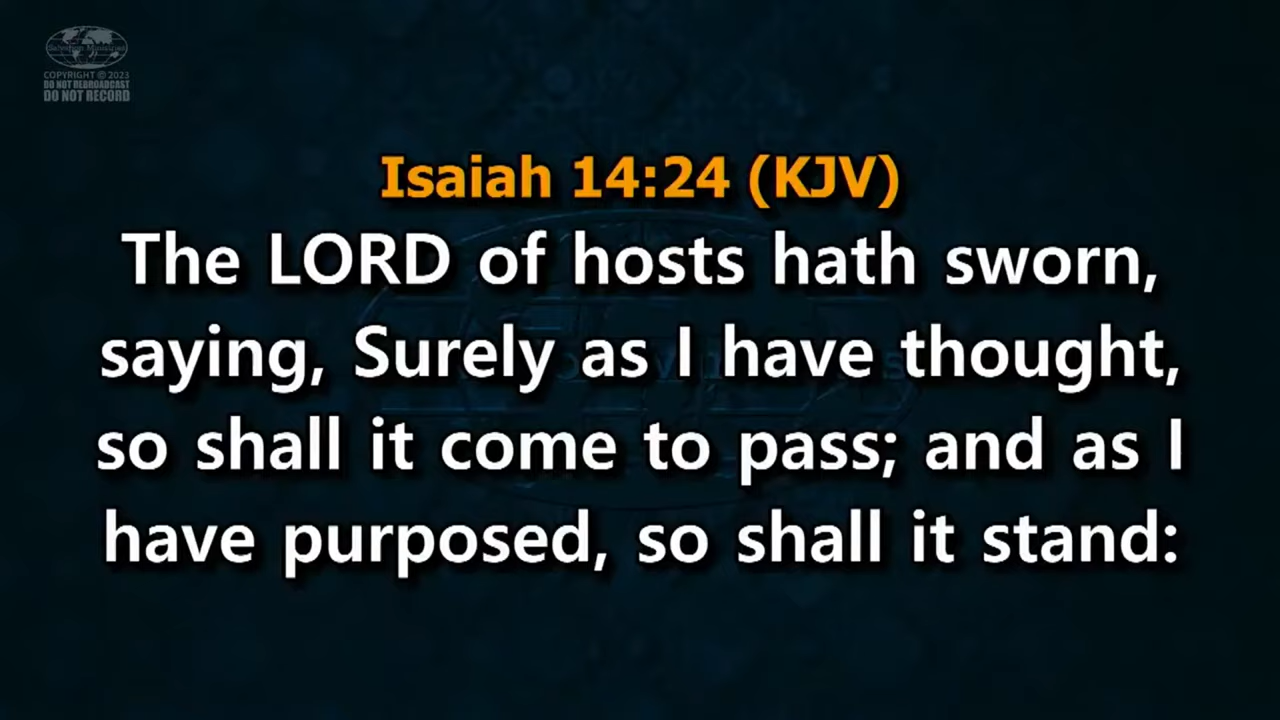 COPYRIGHT © 2023
DO NOT REBROADCAST
DO NOT RECORD
Isaiah 14:24 (KJV)
The LORD of hosts hath sworn,
saying, Surely as I have thought,
so shall it come to pass; and as I
have purposed, so shall it stand: